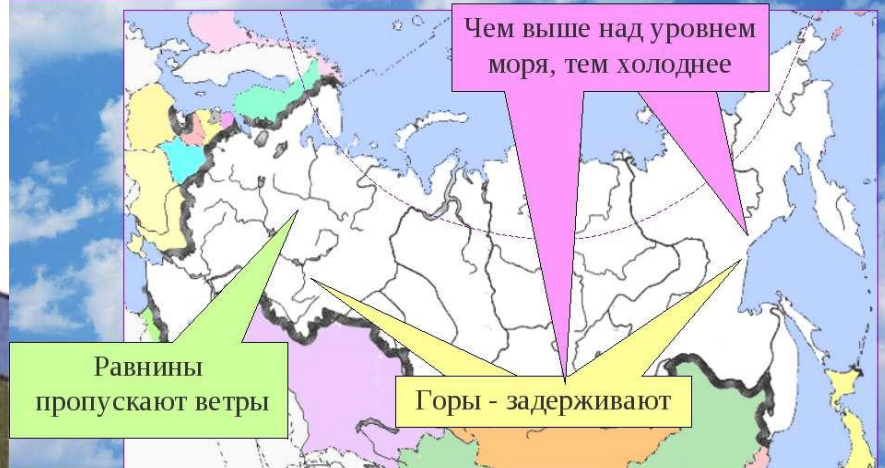 Чем выше над уровнем
моря, тем холоднее
Равнины
пропускают ветры
Горы - задерживают